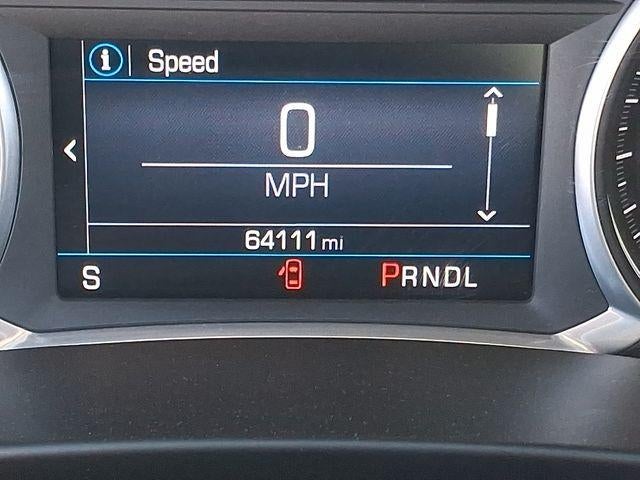 i Speed
0
MPH
64111 mi
S PRNDL